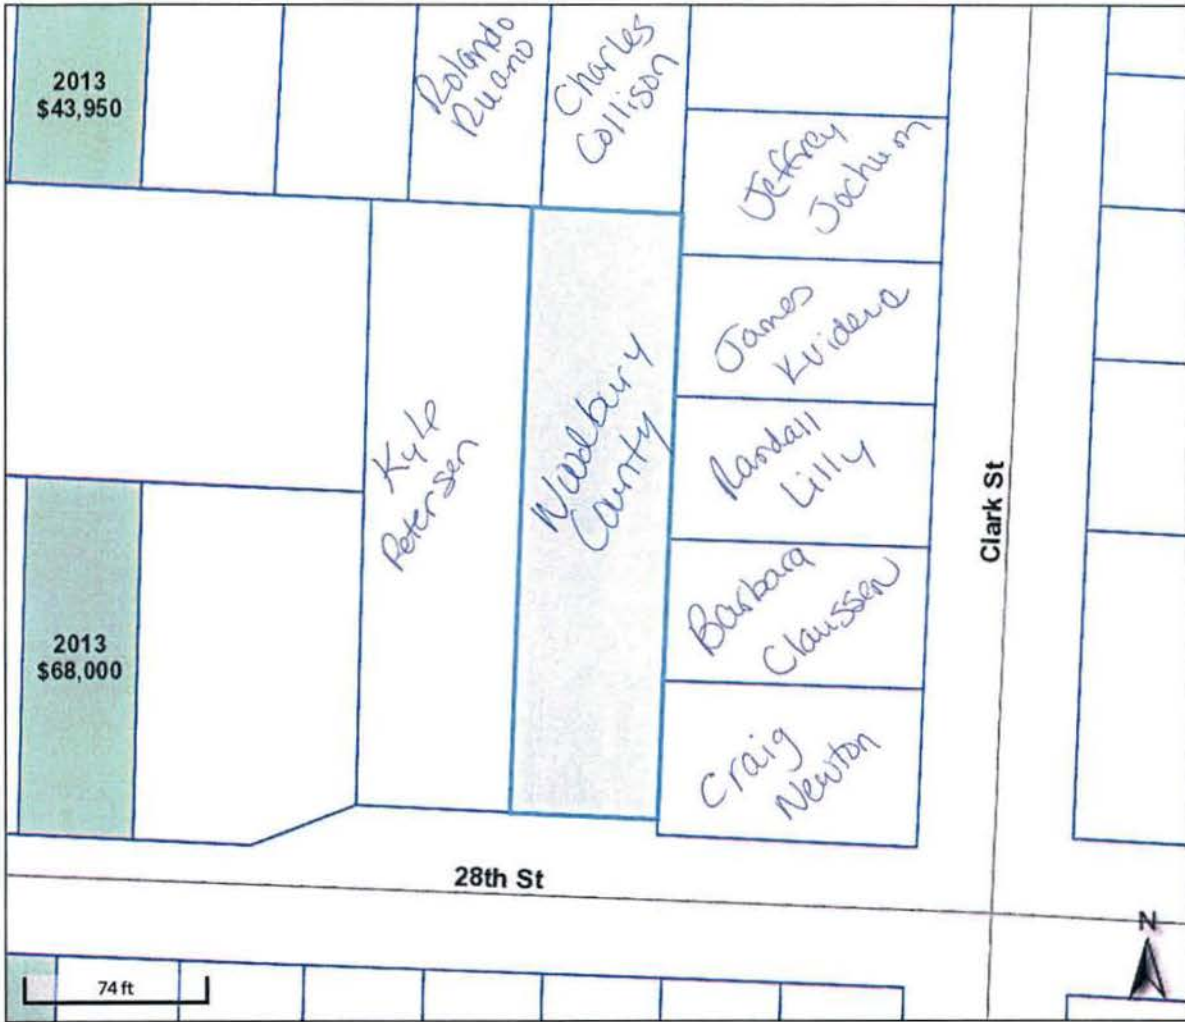 2013
$43,950
Rolando
Ruano
Charles
Collison
Jeffrey
Jochum
James
Kvidera
Kyle
Petersen
Woodbury
County
Randall
Lilly
Clark St
Barbara
Claussen
2013
$68,000
Craig
Newton
28th St
N
74 ft